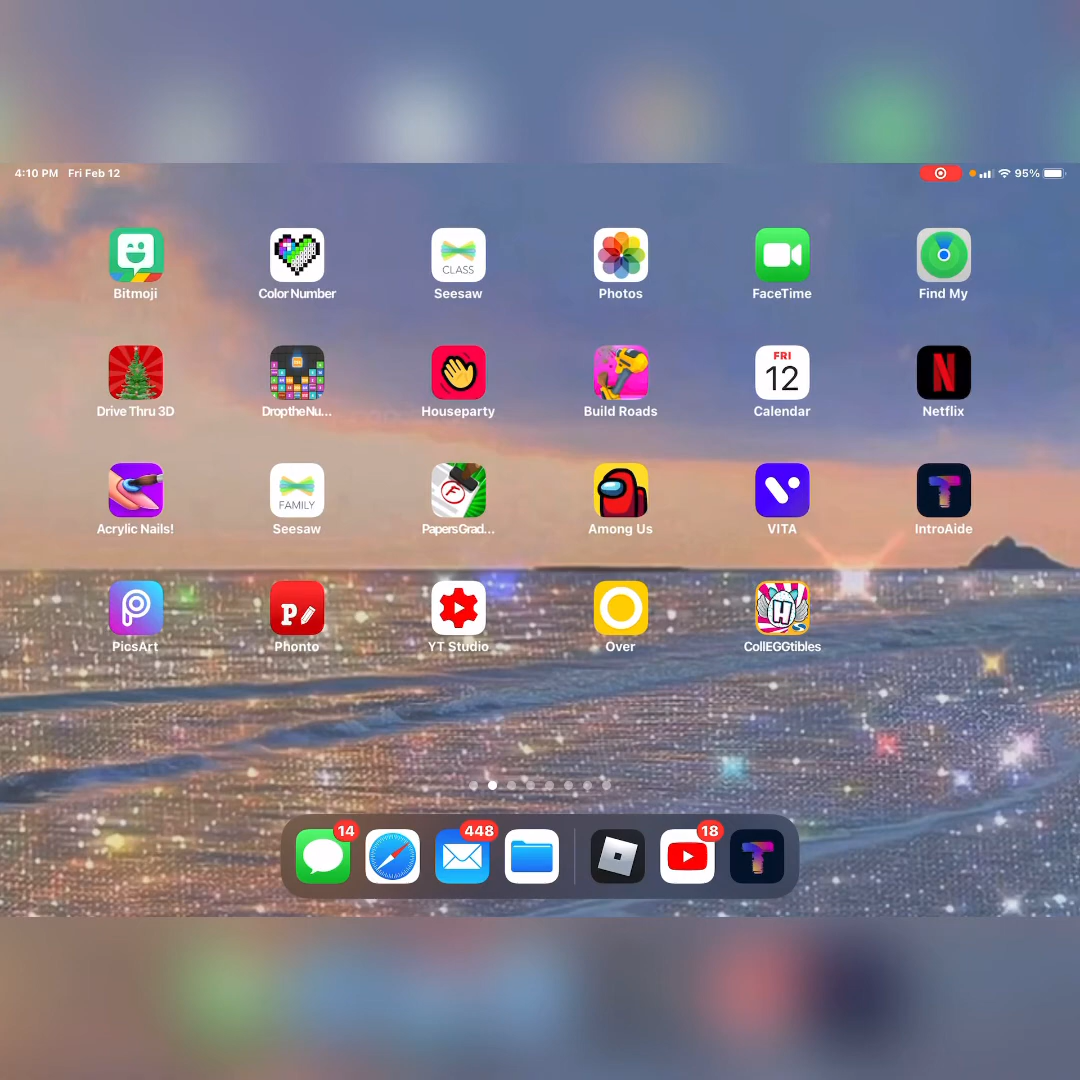 4:10 PM Fri Feb 12 95%
Bitmoji Color Number CLASS Seesaw Photos FaceTime Find My
Drive Thru 3D DroptheNu... Houseparty Build Roads FRI 12 Calendar N Netflix
Acrylic Nails! FAMILY Seesaw F PapersGrad... Among Us VITA T IntroAide
PicsArt P Phonto YT Studio Over H CollEGGtibles
14 448 18 T